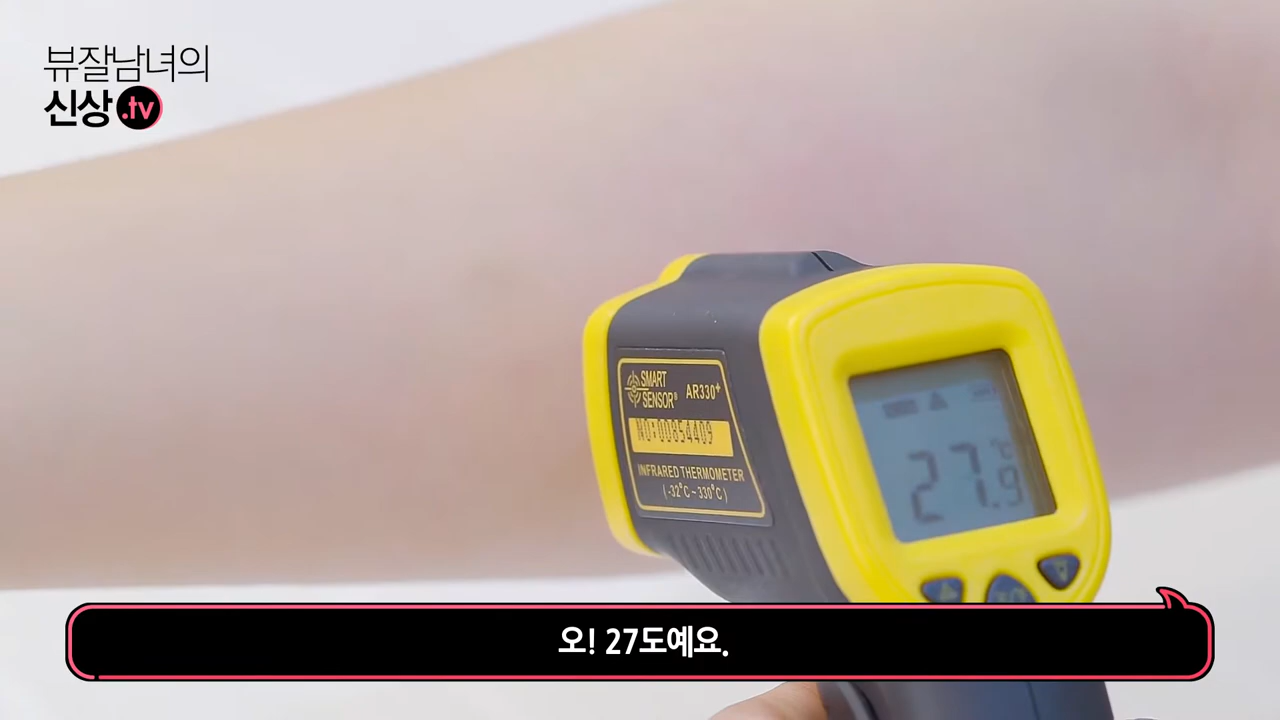 뷰잘남녀의
신상.tv
SMART
SENSOR® AR330+
NO:00854409
INFRARED THERMOMETER
(-32°C~330°C)
°C
27.9
오! 27도예요.